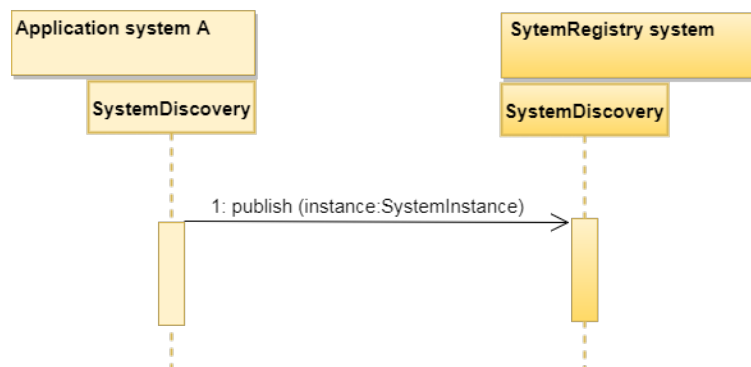 Application system A
SytemRegistry system
SystemDiscovery
SystemDiscovery
1: publish (instance:SystemInstance)